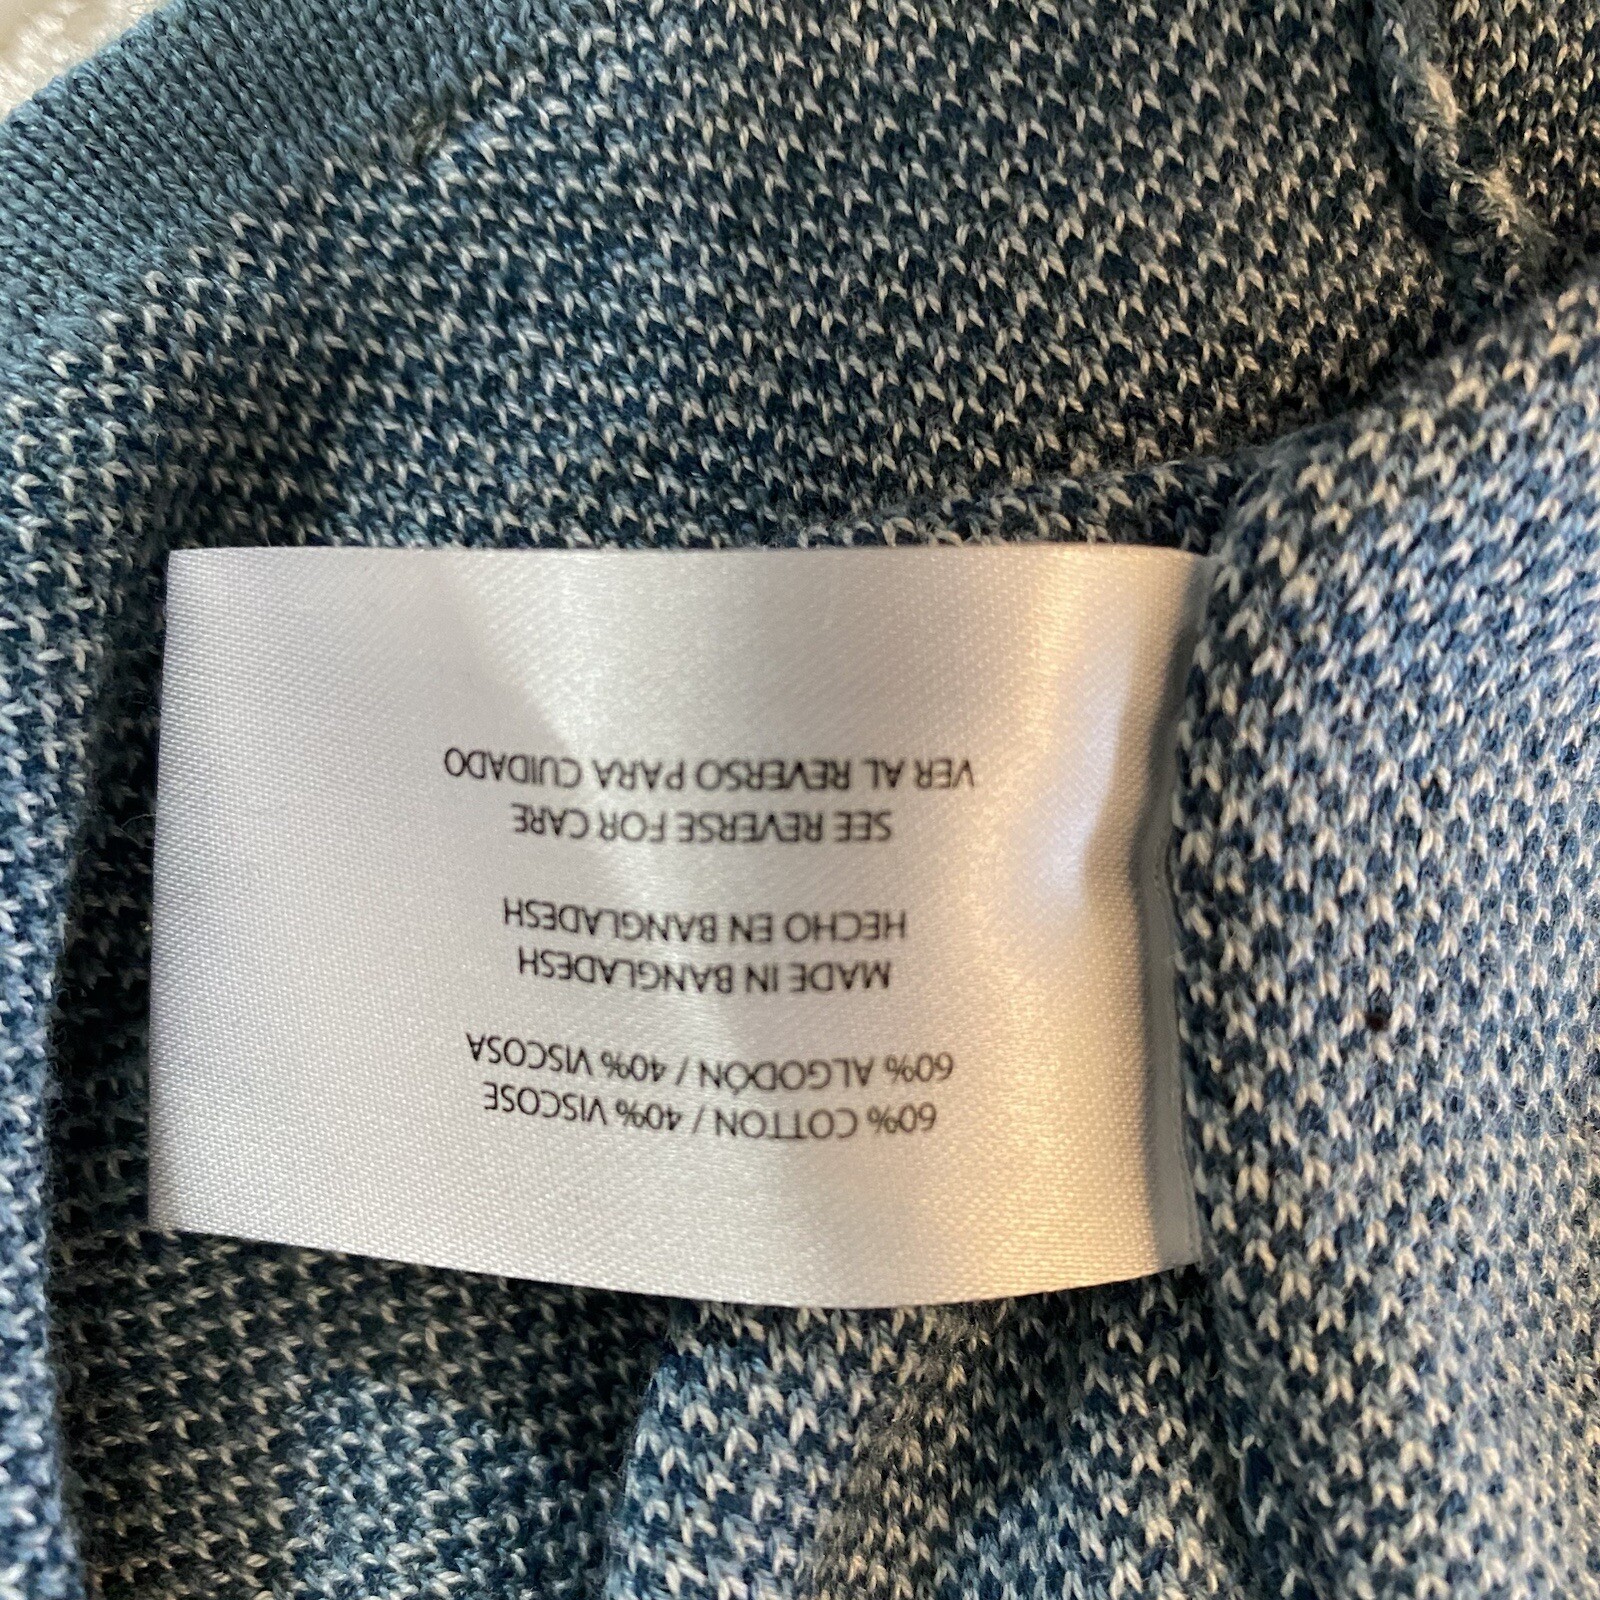 60% COTTON / 40% VISCOSE
60% ALGODÓN / 40% VISCOSA
MADE IN BANGLADESH
HECHO EN BANGLADESH
SEE REVERSE FOR CARE
VER AL REVERSO PARA CUIDADO